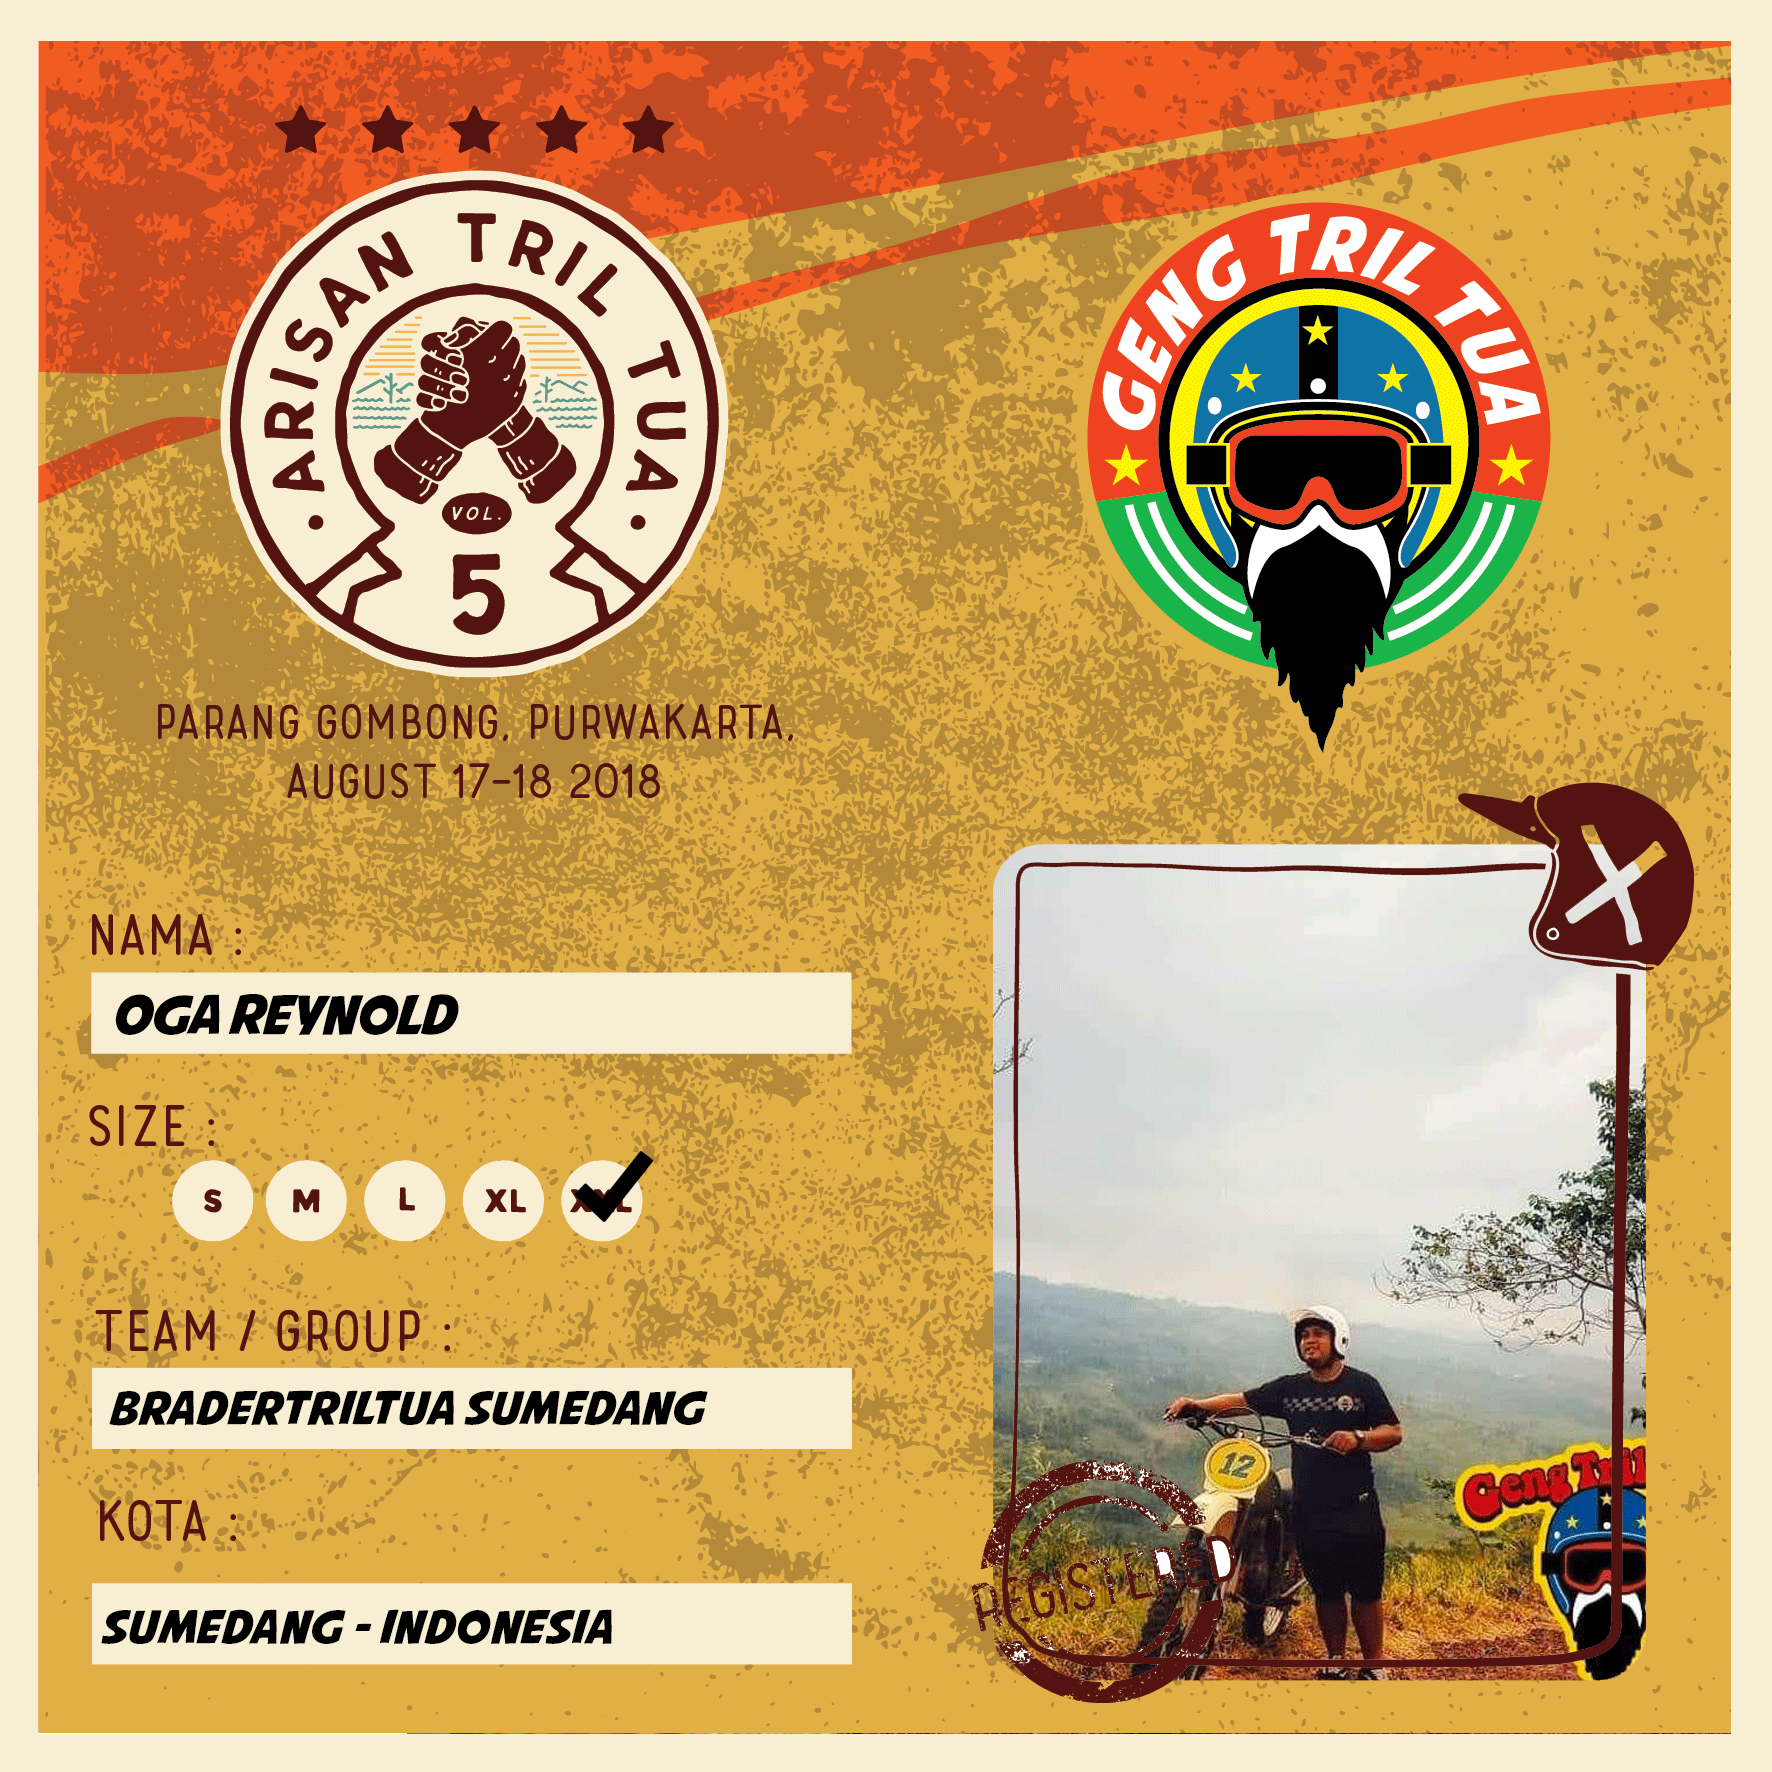 ARISAN TRIL TUA
VOL.
5
GENG TRIL TUA
PARANG GOMBONG, PURWAKARTA,
AUGUST 17-18 2018
NAMA :
OGA REYNOLD
SIZE :
S M L XL XXL
TEAM / GROUP :
BRADERTRILTUA SUMEDANG
KOTA :
SUMEDANG - INDONESIA
12
Geng Tril
REGISTERED